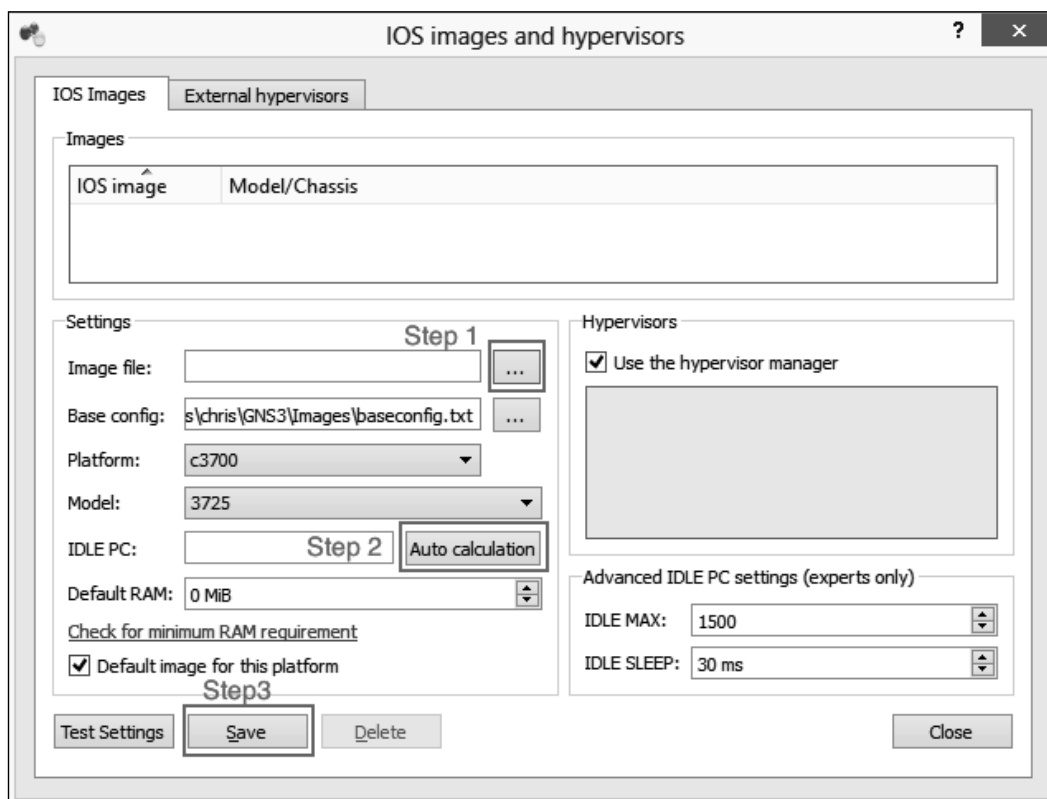 IOS images and hypervisors
? ×
IOS Images
External hypervisors
Images
IOS image
Model/Chassis
Settings
Step 1
Image file:
...
Base config:
s\chris\GNS3\Images\baseconfig.txt
...
Platform:
c3700
Model:
3725
IDLE PC:
Step 2
Auto calculation
Default RAM:
0 MiB
Check for minimum RAM requirement
Default image for this platform
Step3
Test Settings
Save
Delete
Hypervisors
Use the hypervisor manager
Advanced IDLE PC settings (experts only)
IDLE MAX:
1500
IDLE SLEEP:
30 ms
Close